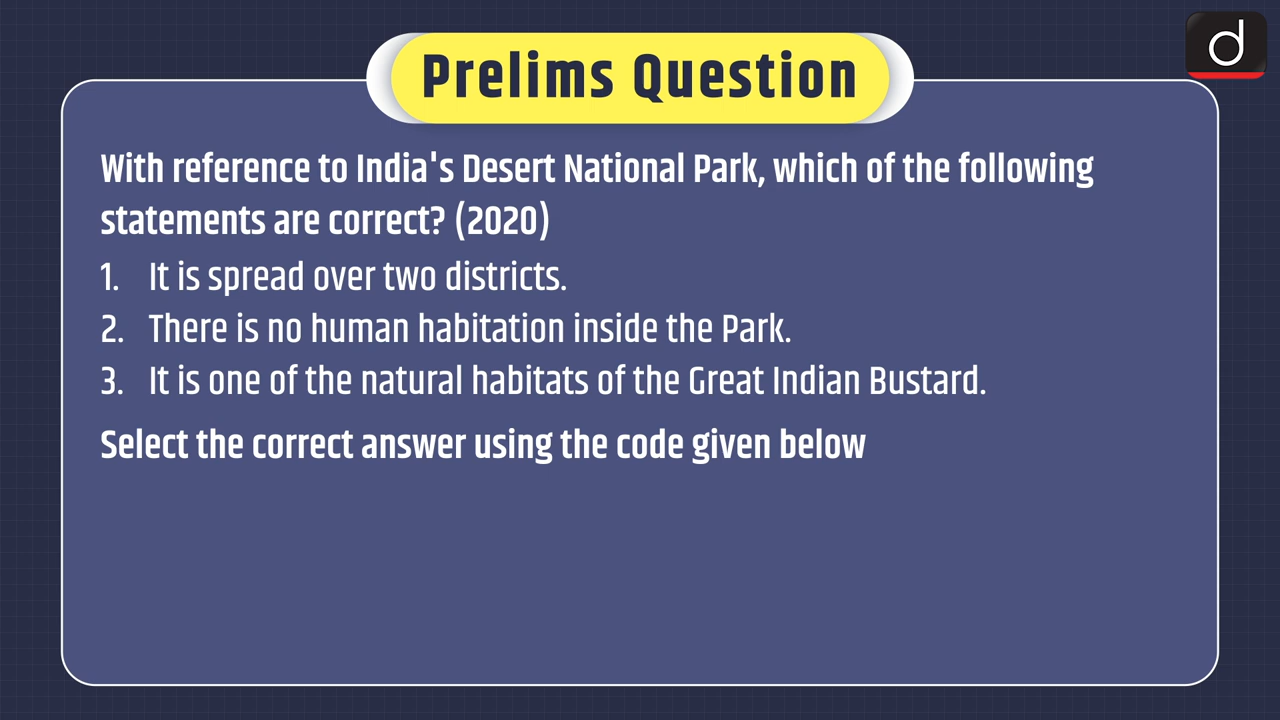 d
Prelims Question
With reference to India's Desert National Park, which of the following
statements are correct? (2020)
1. It is spread over two districts.
2. There is no human habitation inside the Park.
3. It is one of the natural habitats of the Great Indian Bustard.
Select the correct answer using the code given below